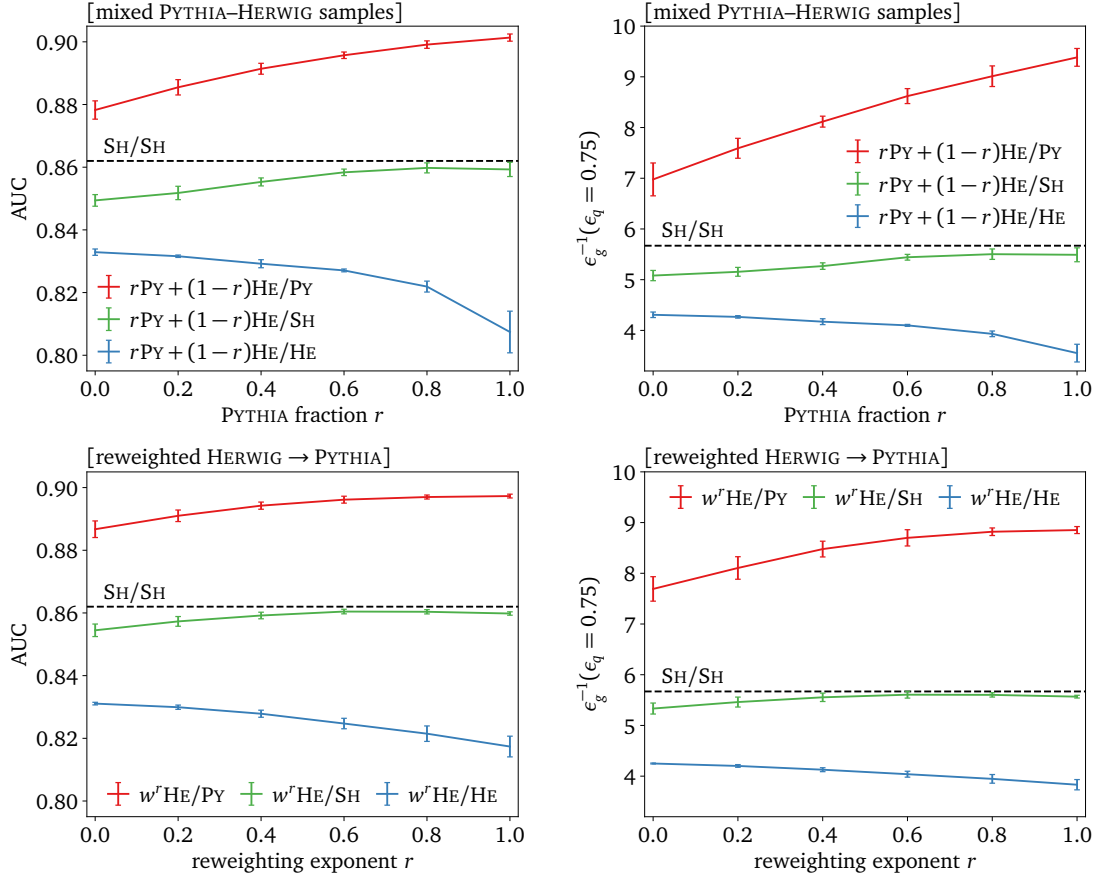 [mixed PYTHIA–HERWIG samples]
0.90
0.88
0.86
0.84
0.82
0.80
AUC
SH/SH
rPY + (1 − r)HE/PY
rPY + (1 − r)HE/SH
rPY + (1 − r)HE/HE
0.0 0.2 0.4 0.6 0.8 1.0
PYTHIA fraction r
[mixed PYTHIA–HERWIG samples]
10
9
8
7
6
5
4
ϵ_g^{-1}(ϵ_q = 0.75)
rPY + (1 − r)HE/PY
rPY + (1 − r)HE/SH
rPY + (1 − r)HE/HE
SH/SH
0.0 0.2 0.4 0.6 0.8 1.0
PYTHIA fraction r
[reweighted HERWIG → PYTHIA]
0.90
0.88
0.86
0.84
0.82
0.80
AUC
SH/SH
w^rHE/PY w^rHE/SH w^rHE/HE
0.0 0.2 0.4 0.6 0.8 1.0
reweighting exponent r
[reweighted HERWIG → PYTHIA]
10
9
8
7
6
5
4
ϵ_g^{-1}(ϵ_q = 0.75)
w^rHE/PY w^rHE/SH w^rHE/HE
SH/SH
0.0 0.2 0.4 0.6 0.8 1.0
reweighting exponent r